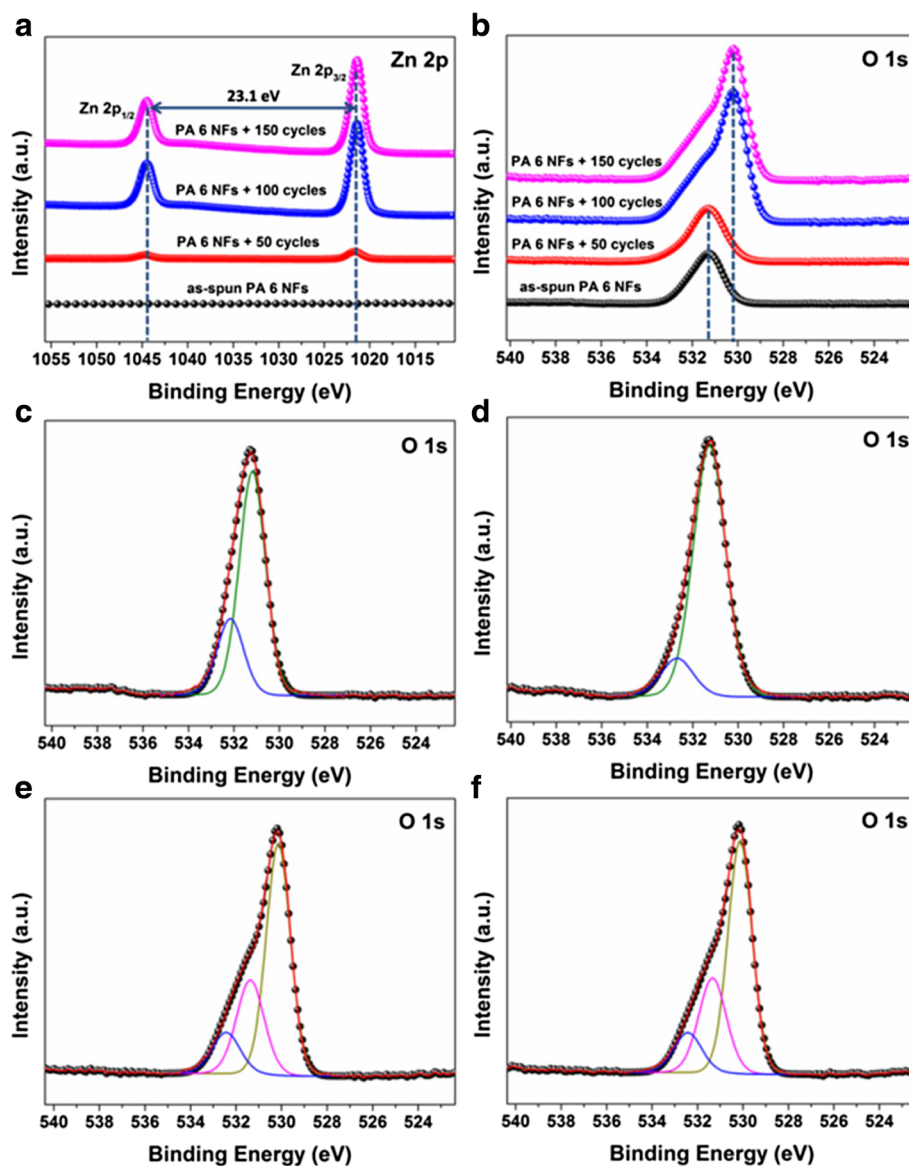 a
Zn 2p
Zn 2p3/2
Zn 2p1/2
23.1 eV
PA 6 NFs + 150 cycles
PA 6 NFs + 100 cycles
PA 6 NFs + 50 cycles
as-spun PA 6 NFs
Intensity (a.u.)
1055 1050 1045 1040 1035 1030 1025 1020 1015
Binding Energy (eV)
b
O 1s
PA 6 NFs + 150 cycles
PA 6 NFs + 100 cycles
PA 6 NFs + 50 cycles
as-spun PA 6 NFs
Intensity (a.u.)
540 538 536 534 532 530 528 526 524
Binding Energy (eV)
c
O 1s
Intensity (a.u.)
540 538 536 534 532 530 528 526 524
Binding Energy (eV)
d
O 1s
Intensity (a.u.)
540 538 536 534 532 530 528 526 524
Binding Energy (eV)
e
O 1s
Intensity (a.u.)
540 538 536 534 532 530 528 526 524
Binding Energy (eV)
f
O 1s
Intensity (a.u.)
540 538 536 534 532 530 528 526 524
Binding Energy (eV)